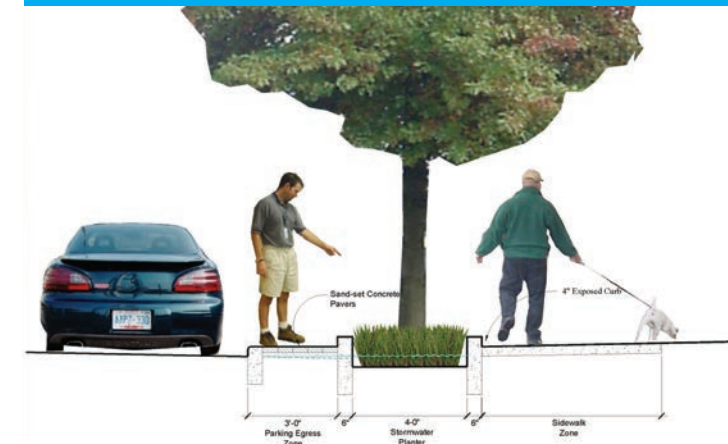 Sand-set Concrete
Pavers
4" Exposed Curb
3'-0"
Parking Egress
Zone
6"
4-0"
Stormwater
Planter
6"
Sidewalk
Zone